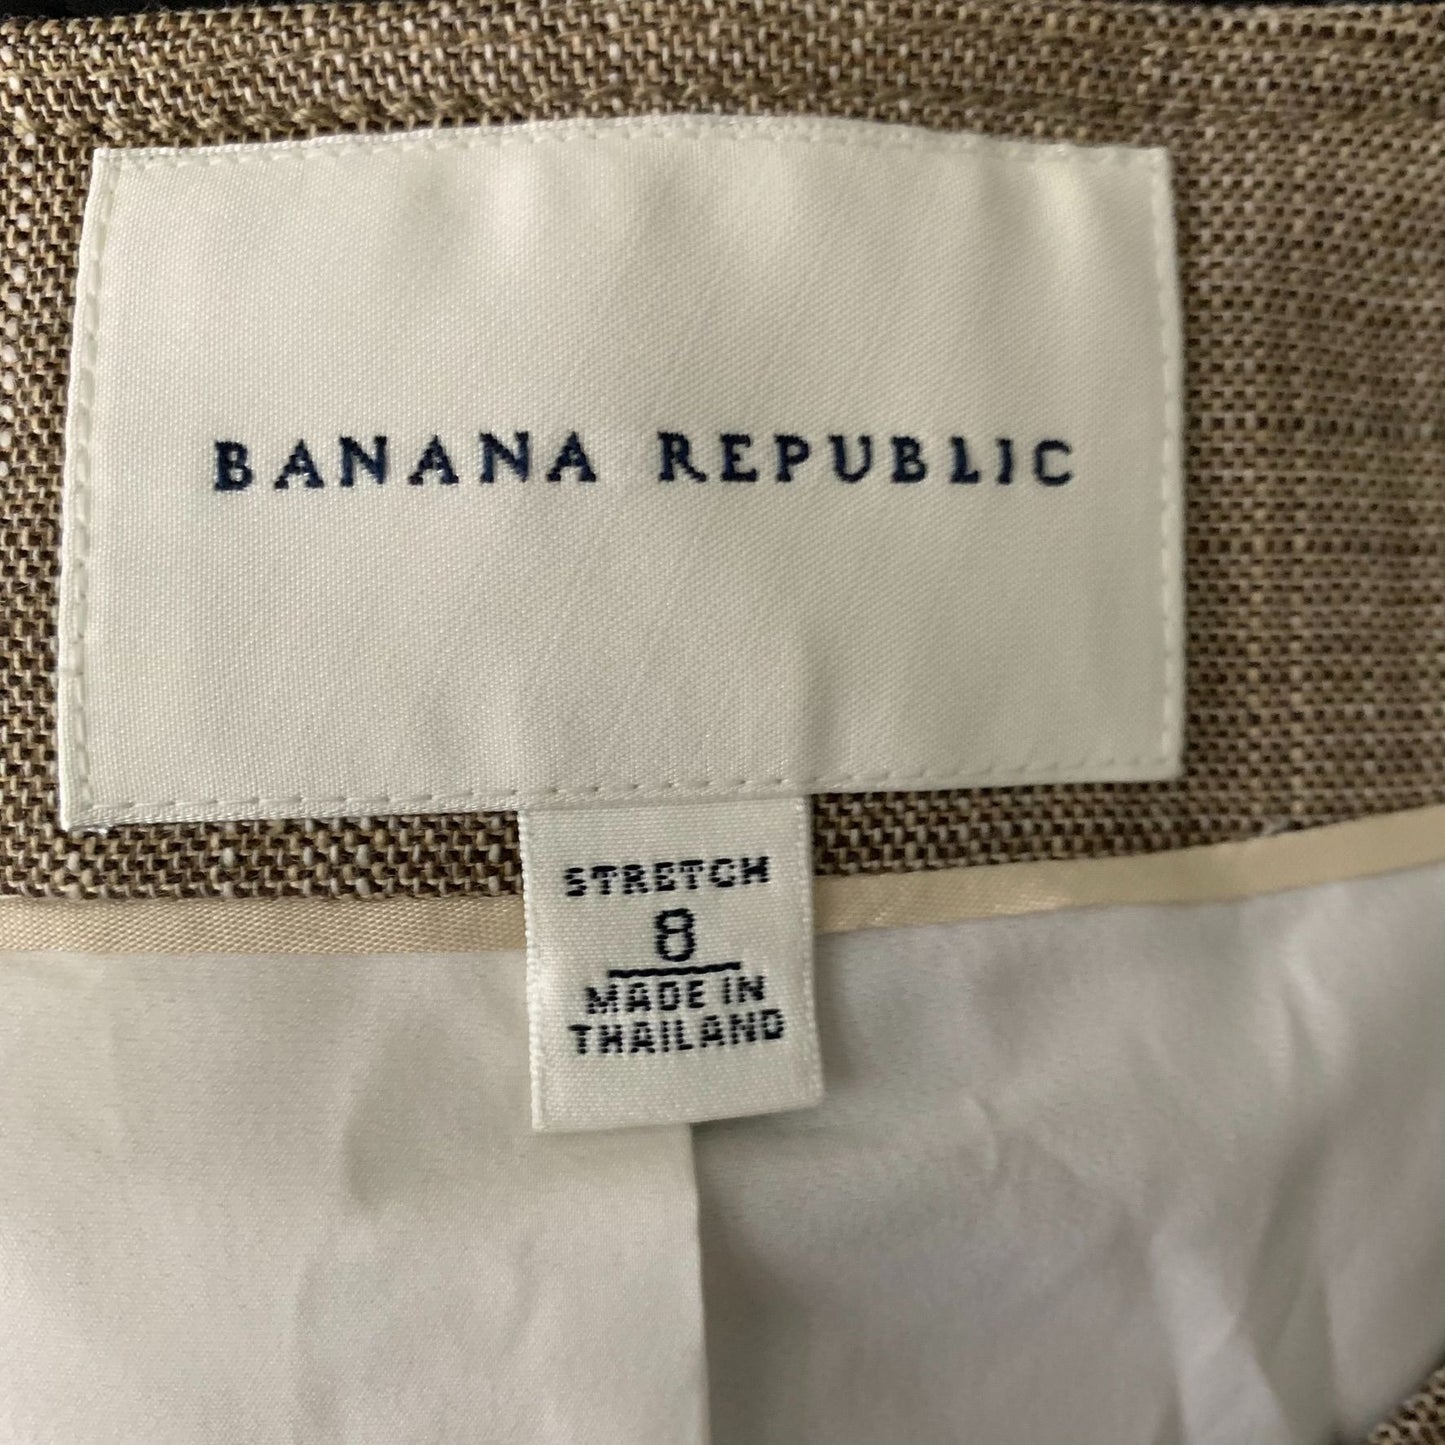 BANANA REPUBLIC
STRETCH
8
MADE IN
THAILAND